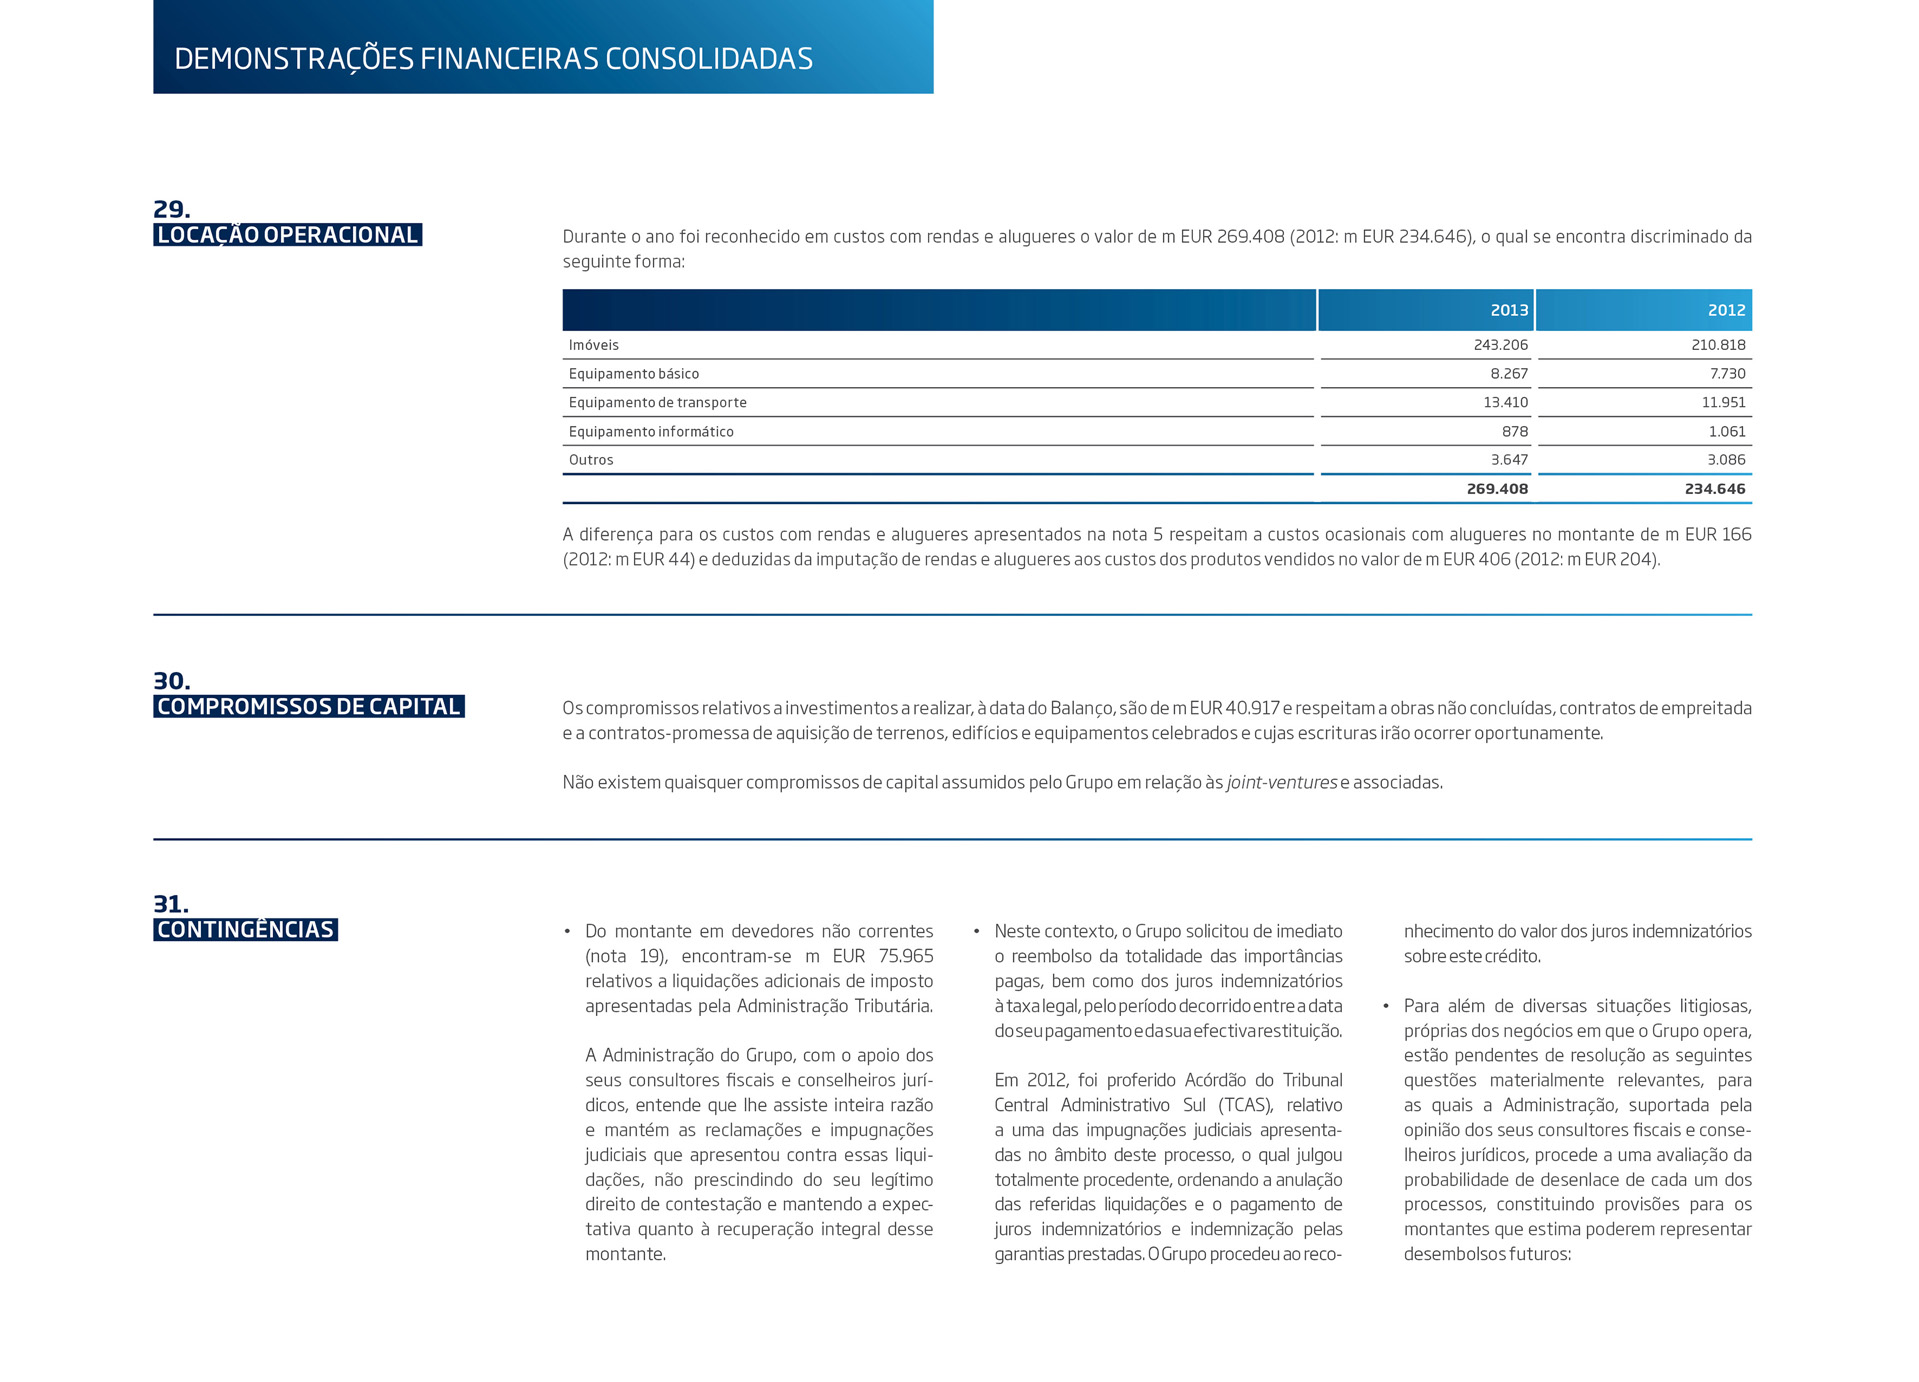 DEMONSTRAÇÕES FINANCEIRAS CONSOLIDADAS
29.
LOCAÇÃO OPERACIONAL
Durante o ano foi reconhecido em custos com rendas e alugueres o valor de m EUR 269.408 (2012: m EUR 234.646), o qual se encontra discriminado da
seguinte forma:
2013 2012
Imóveis 243.206 210.818
Equipamento básico 8.267 7.730
Equipamento de transporte 13.410 11.951
Equipamento informático 878 1.061
Outros 3.647 3.086
269.408 234.646
A diferença para os custos com rendas e alugueres apresentados na nota 5 respeitam a custos ocasionais com alugueres no montante de m EUR 166
(2012: m EUR 44) e deduzidas da imputação de rendas e alugueres aos custos dos produtos vendidos no valor de m EUR 406 (2012: m EUR 204).
30.
COMPROMISSOS DE CAPITAL
Os compromissos relativos a investimentos a realizar, à data do Balanço, são de m EUR 40.917 e respeitam a obras não concluídas, contratos de empreitada
e a contratos-promessa de aquisição de terrenos, edifícios e equipamentos celebrados e cujas escrituras irão ocorrer oportunamente.
Não existem quaisquer compromissos de capital assumidos pelo Grupo em relação às joint-ventures e associadas.
31.
CONTINGÊNCIAS
• Do montante em devedores não correntes
(nota 19), encontram-se m EUR 75.965
relativos a liquidações adicionais de imposto
apresentadas pela Administração Tributária.
A Administração do Grupo, com o apoio dos
seus consultores fiscais e conselheiros jurí-
dicos, entende que lhe assiste inteira razão
e mantém as reclamações e impugnações
judiciais que apresentou contra essas liqui-
dações, não prescindindo do seu legítimo
direito de contestação e mantendo a expec-
tativa quanto à recuperação integral desse
montante.
• Neste contexto, o Grupo solicitou de imediato
o reembolso da totalidade das importâncias
pagas, bem como dos juros indemnizatórios
à taxa legal, pelo período decorrido entre a data
do seu pagamento e da sua efectiva restituição.
Em 2012, foi proferido Acórdão do Tribunal
Central Administrativo Sul (TCAS), relativo
a uma das impugnações judiciais apresenta-
das no âmbito deste processo, o qual julgou
totalmente procedente, ordenando a anulação
das referidas liquidações e o pagamento de
juros indemnizatórios e indemnização pelas
garantias prestadas. O Grupo procedeu ao reco-
nhecimento do valor dos juros indemnizatórios
sobre este crédito.
• Para além de diversas situações litigiosas,
próprias dos negócios em que o Grupo opera,
estão pendentes de resolução as seguintes
questões materialmente relevantes, para
as quais a Administração, suportada pela
opinião dos seus consultores fiscais e conse-
lheiros jurídicos, procede a uma avaliação da
probabilidade de desenlace de cada um dos
processos, constituindo provisões para os
montantes que estima poderem representar
desembolsos futuros: